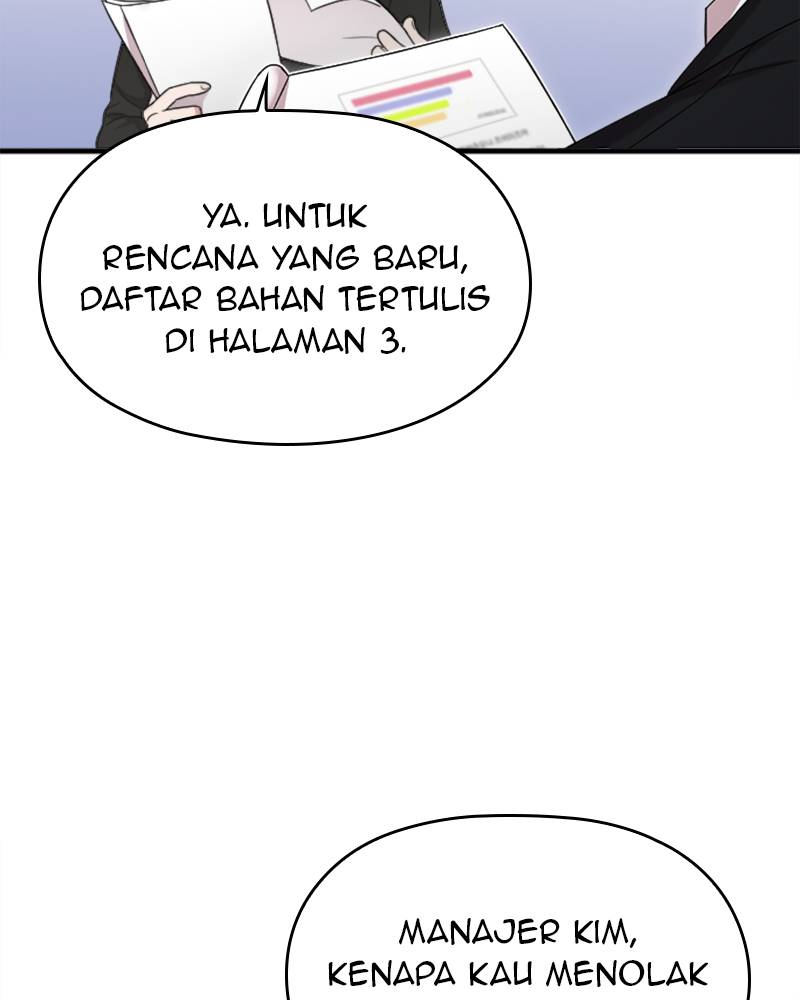 YA. UNTUK
RENCANA YANG BARU,
DAFTAR BAHAN TERTULIS
DI HALAMAN 3.
MANAJER KIM,
KENAPA KAU MENOLAK